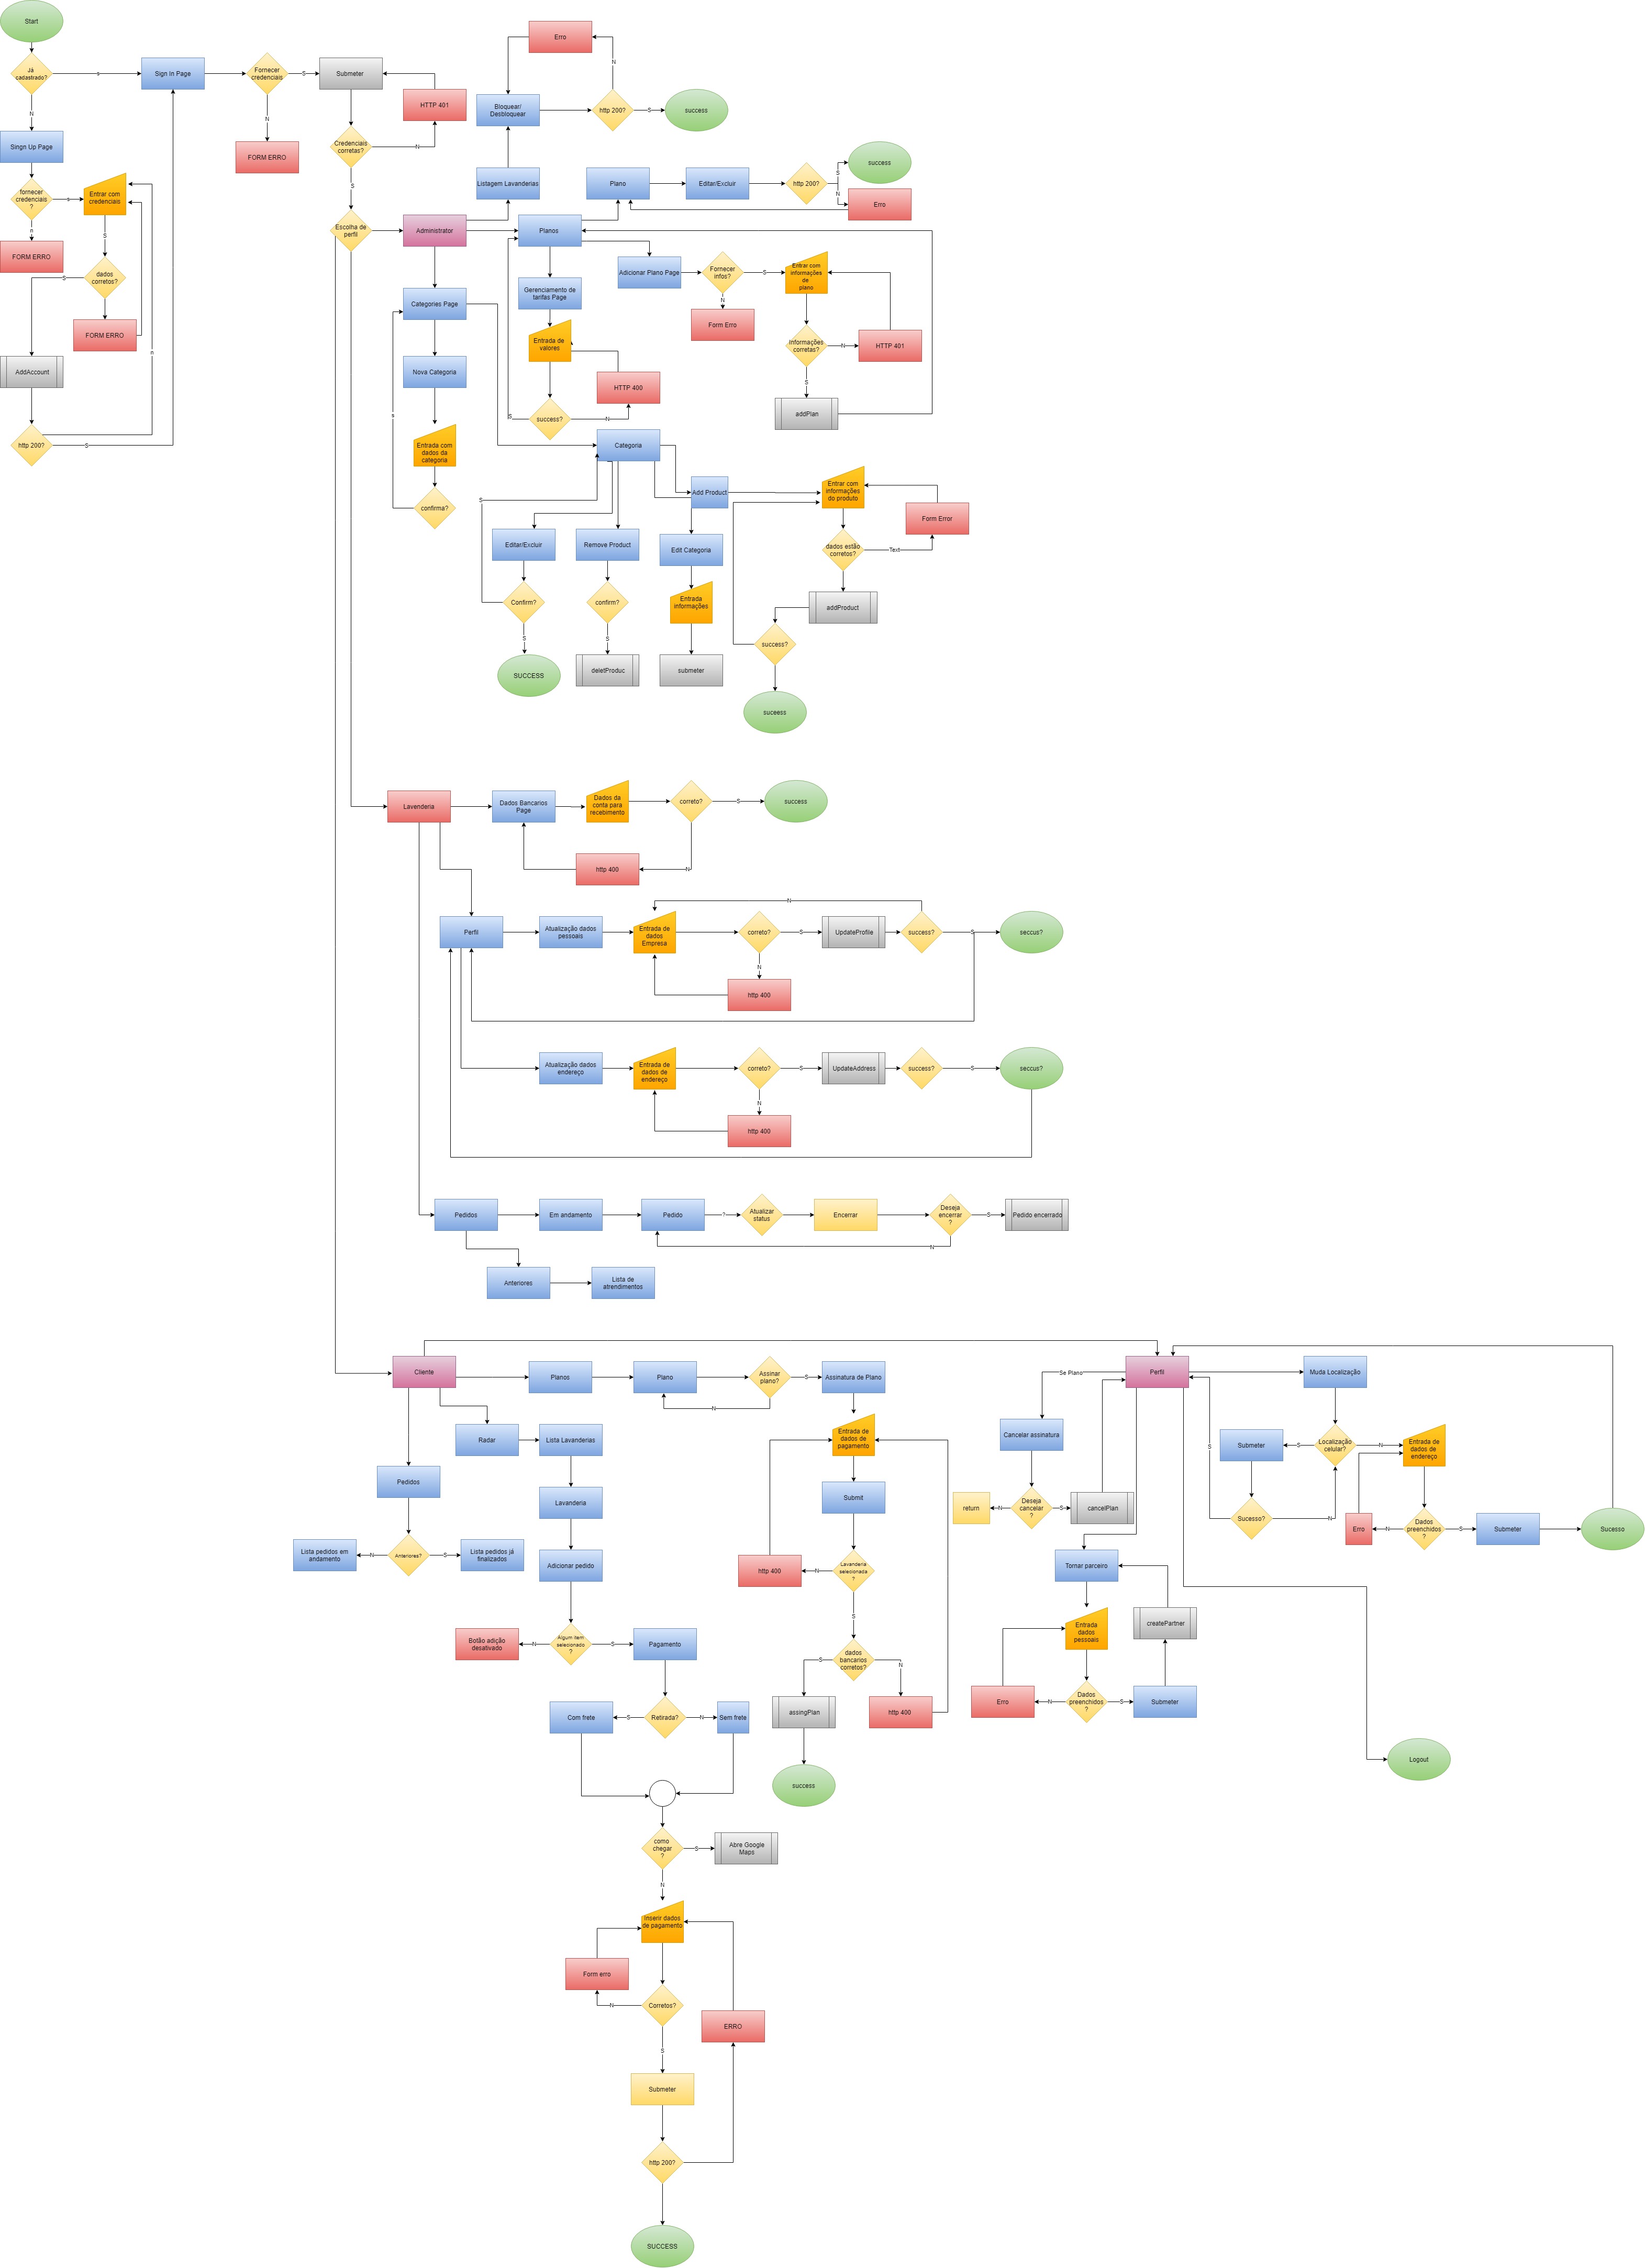 Start
Já
cadastrado?
s
Sign In Page
Fornecer
credenciais
S
Submeter
HTTP 401
N
N
FORM ERRO
Singn Up Page
Credenciais
corretas?
N
S
fornecer
credenciais
?
s
Entrar com
credenciais
n
FORM ERRO
S
dados
corretos?
S
FORM ERRO
n
AddAccount
http 200?
S
Escolha de
perfil
Erro
N
Bloquear/
Desbloquear
http 200?
S
success
Listagem Lavanderias
Plano
Editar/Excluir
http 200?
S
success
N
Erro
Administrator
Planos
Adicionar Plano Page
Fornecer
infos?
S
Entrar com
informações
de
plano
N
Form Erro
Informações
corretas?
N
HTTP 401
S
addPlan
Categories Page
Gerenciamento de
tarifas Page
Entrada de
valores
HTTP 400
S
success?
N
Nova Categoria
s
Entrada com
dados da
categoria
confirma?
Categoria
S
Add Product
Entrar com
informações
do produto
Form Error
dados estão
corretos?
Text
addProduct
success?
suceess
Editar/Excluir
Remove Product
Edit Categoria
Confirm?
confirm?
Entrada
informações
S
S
SUCCESS
deletProduc
submeter
Lavenderia
Dados Bancarios
Page
Dados da
conta para
recebimento
correto?
S
success
http 400
N
N
Perfil
Atualização dados
pessoais
Entrada de
dados
Empresa
correto?
S
UpdateProfile
success?
S
seccus?
N
http 400
Atualização dados
endereço
Entrada de
dados de
endereço
correto?
S
UpdateAddress
success?
S
seccus?
N
http 400
Pedidos
Em andamento
Pedido
?
Atualizar
status
Encerrar
Deseja
encerrar
?
S
Pedido encerrado
N
Anteriores
Lista de
atrendimentos
Cliente
Planos
Plano
Assinar
plano?
S
Assinatura de Plano
N
Radar
Lista Lavanderias
Entrada de
dados de
pagamento
Pedidos
Lavanderia
Submit
Lista pedidos em
andamento
N
Anteriores?
S
Lista pedidos já
finalizados
Adicionar pedido
http 400
N
Lavanderia
selecionada
?
S
Botão adição
desativado
N
Algum item
selecionado
?
S
Pagamento
dados
bancarios
corretos?
S
N
assingPlan
http 400
success
Com frete
S
Retirada?
N
Sem frete
como
chegar
?
S
Abre Google
Maps
N
Inserir dados
de pagamento
Form erro
N
Corretos?
ERRO
S
Submeter
http 200?
SUCCESS
Perfil
Se Plano
Muda Localização
Cancelar assinatura
S
Submeter
S
Localização
celular?
N
Entrada de
dados de
endereço
return
N
Deseja
cancelar
?
S
cancelPlan
Sucesso?
N
Erro
N
Dados
preenchidos
?
S
Submeter
Sucesso
Tornar parceiro
Entrada
dados
pessoais
createPartner
Erro
N
Dados
preenchidos
?
S
Submeter
Logout